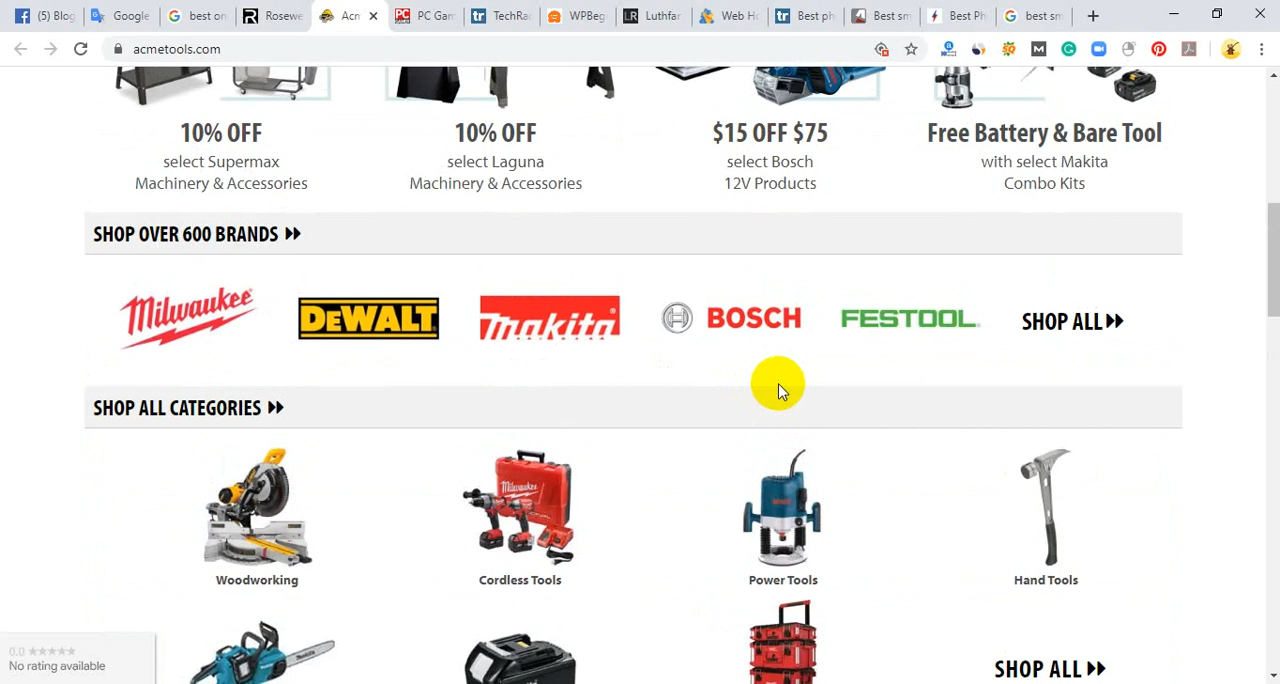 (5) Blog
Google
best on
Rosewe
Acm
PC Gam
TechRa
WPBeg
Luthfar
Web Ho
Best ph
Best sm
Best Ph
best sm
acmetools.com
10% OFF
select Supermax
Machinery & Accessories
10% OFF
select Laguna
Machinery & Accessories
$15 OFF $75
select Bosch
12V Products
Free Battery & Bare Tool
with select Makita
Combo Kits
SHOP OVER 600 BRANDS
Milwaukee
DEWALT
makita
BOSCH
FESTOOL
SHOP ALL
SHOP ALL CATEGORIES
Woodworking
Cordless Tools
Power Tools
Hand Tools
0.0
No rating available
SHOP ALL